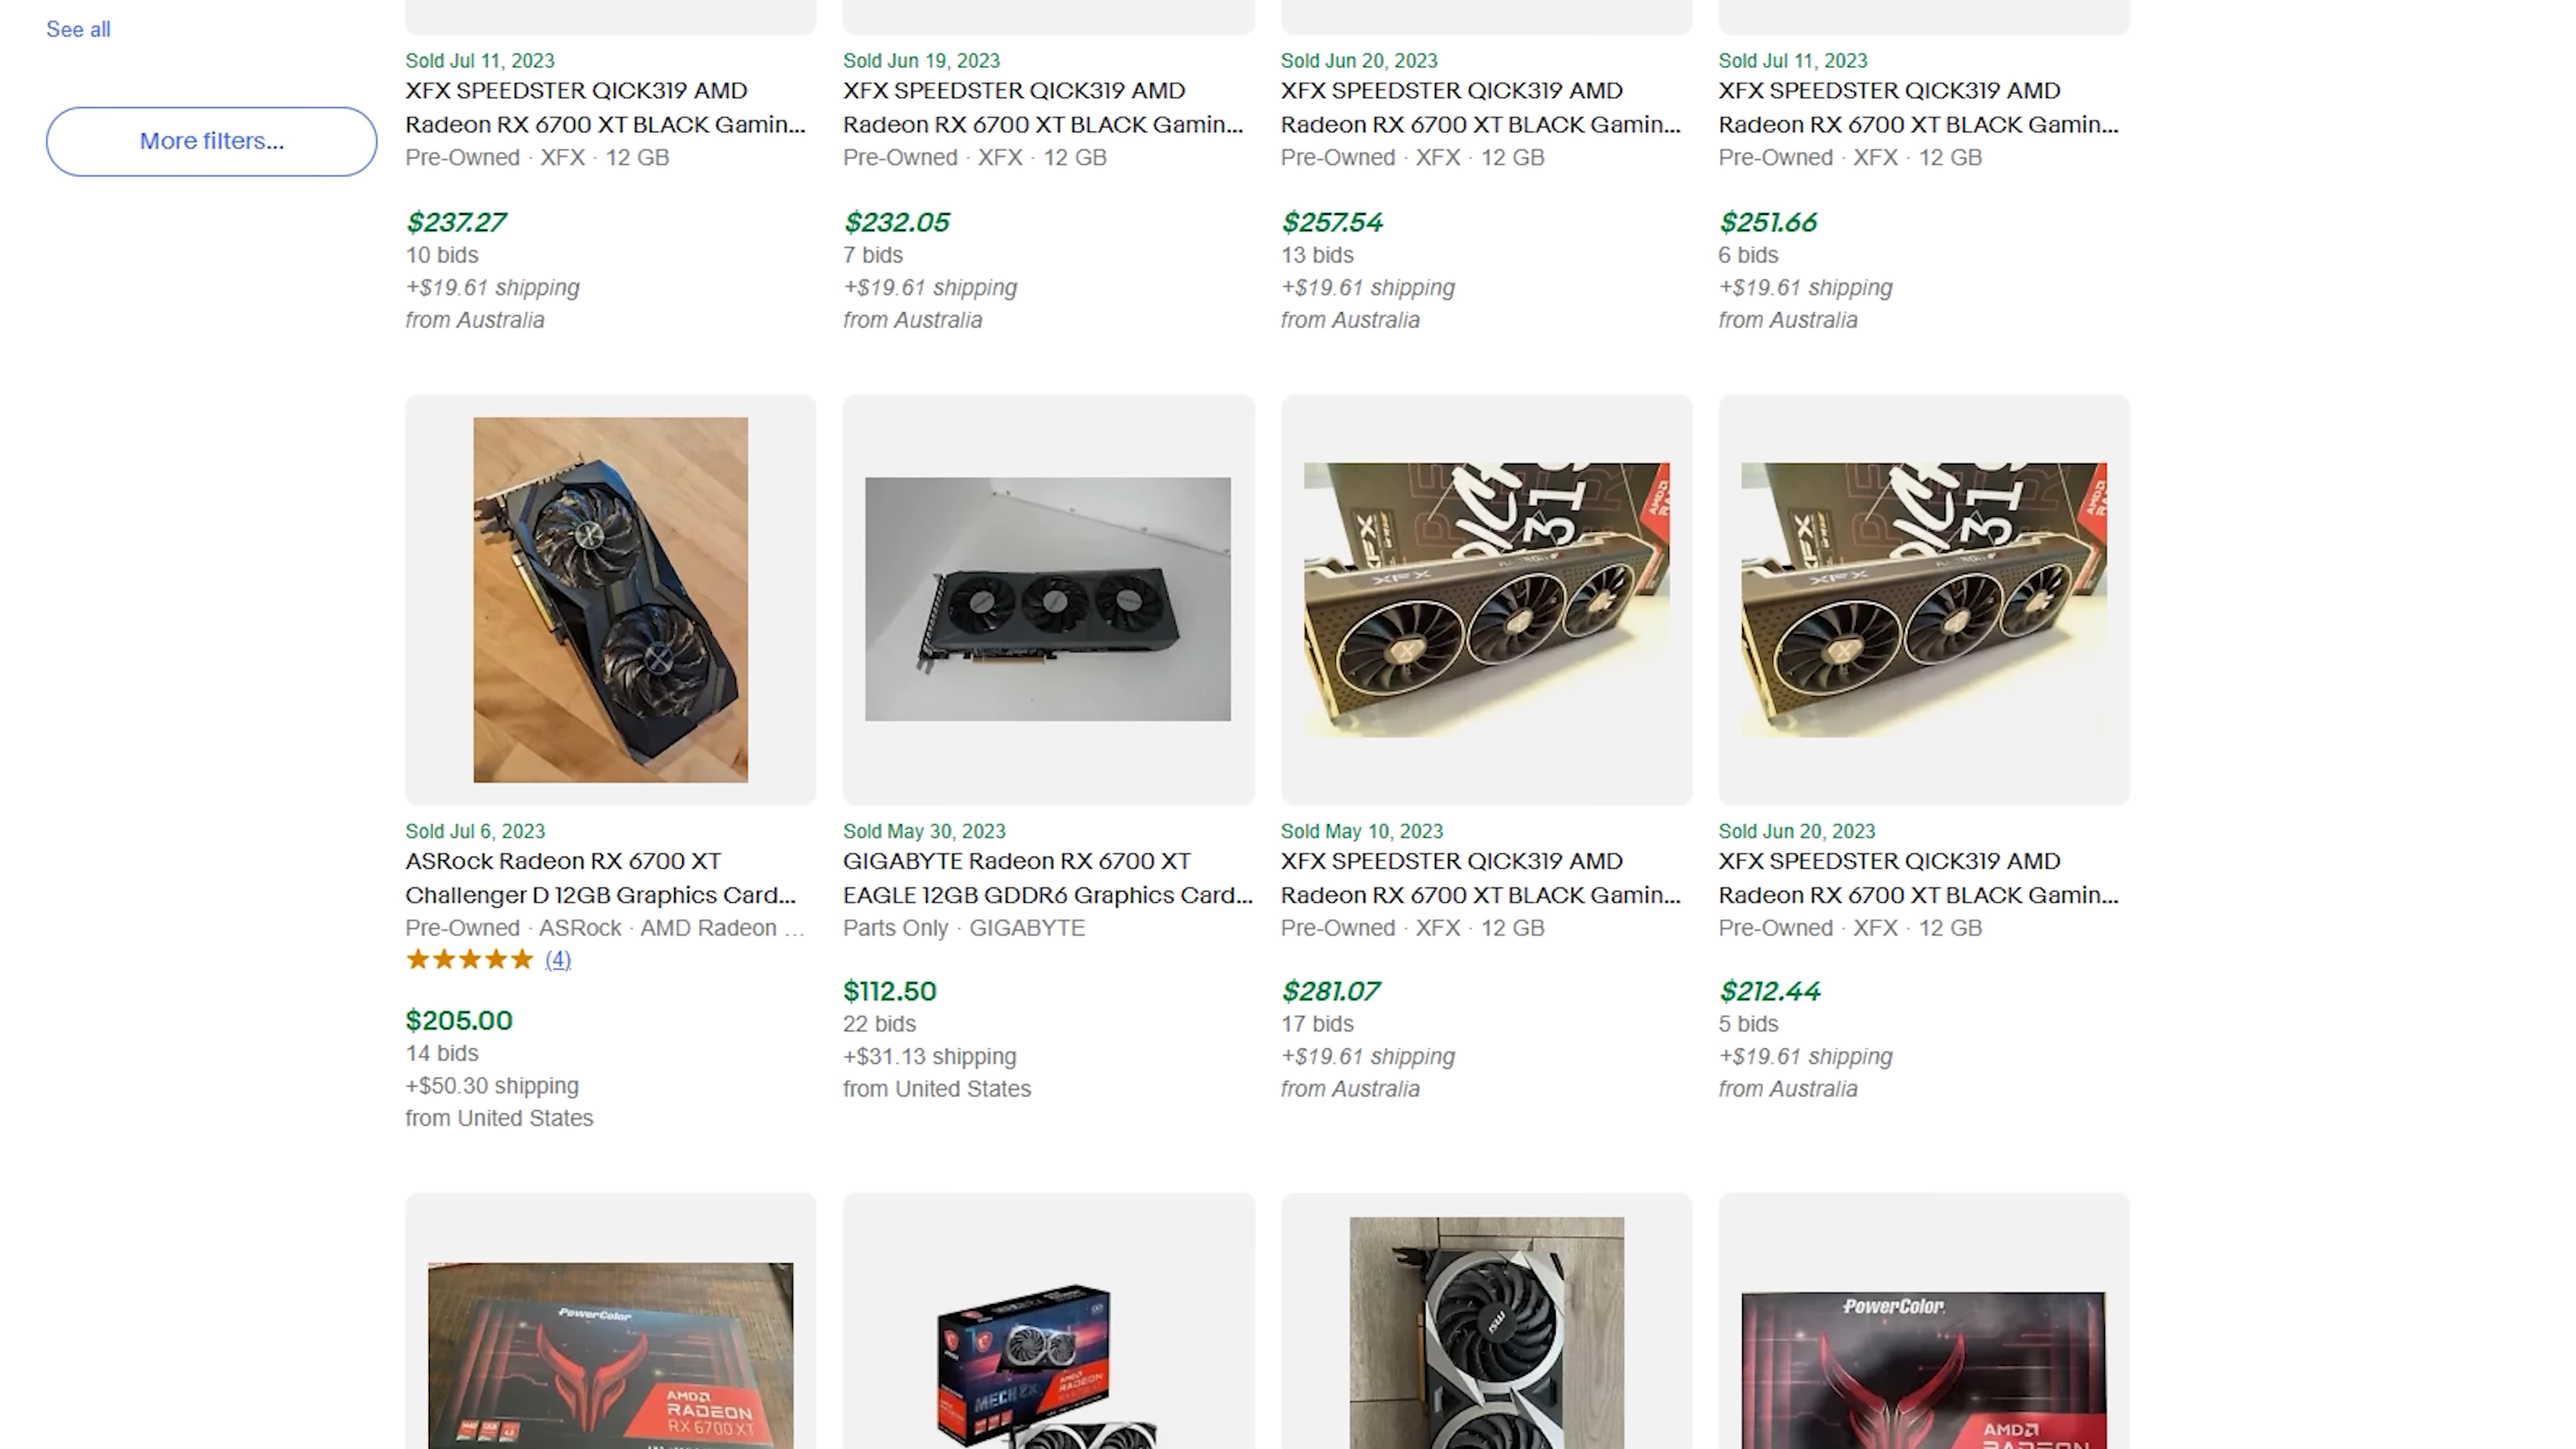 See all
More filters...
Sold Jul 11, 2023
XFX SPEEDSTER QICK319 AMD
Radeon RX 6700 XT BLACK Gamin...
Pre-Owned · XFX · 12 GB
$237.27
10 bids
+$19.61 shipping
from Australia
Sold Jun 19, 2023
XFX SPEEDSTER QICK319 AMD
Radeon RX 6700 XT BLACK Gamin...
Pre-Owned · XFX · 12 GB
$232.05
7 bids
+$19.61 shipping
from Australia
Sold Jun 20, 2023
XFX SPEEDSTER QICK319 AMD
Radeon RX 6700 XT BLACK Gamin...
Pre-Owned · XFX · 12 GB
$257.54
13 bids
+$19.61 shipping
from Australia
Sold Jul 11, 2023
XFX SPEEDSTER QICK319 AMD
Radeon RX 6700 XT BLACK Gamin...
Pre-Owned · XFX · 12 GB
$251.66
6 bids
+$19.61 shipping
from Australia
Sold Jul 6, 2023
ASRock Radeon RX 6700 XT
Challenger D 12GB Graphics Card...
Pre-Owned · ASRock · AMD Radeon ...
(4)
$205.00
14 bids
+$50.30 shipping
from United States
Sold May 30, 2023
GIGABYTE Radeon RX 6700 XT
EAGLE 12GB GDDR6 Graphics Card...
Parts Only · GIGABYTE
$112.50
22 bids
+$31.13 shipping
from United States
XFX
319
XFX
Sold May 10, 2023
XFX SPEEDSTER QICK319 AMD
Radeon RX 6700 XT BLACK Gamin...
Pre-Owned · XFX · 12 GB
$281.07
17 bids
+$19.61 shipping
from Australia
XFX
319
XFX
Sold Jun 20, 2023
XFX SPEEDSTER QICK319 AMD
Radeon RX 6700 XT BLACK Gamin...
Pre-Owned · XFX · 12 GB
$212.44
5 bids
+$19.61 shipping
from Australia
PowerColor
AMD
RADEON
RX 6700 XT
MECH 2X
AMD
RADEON
msi
PowerColor
AMD
RADEON